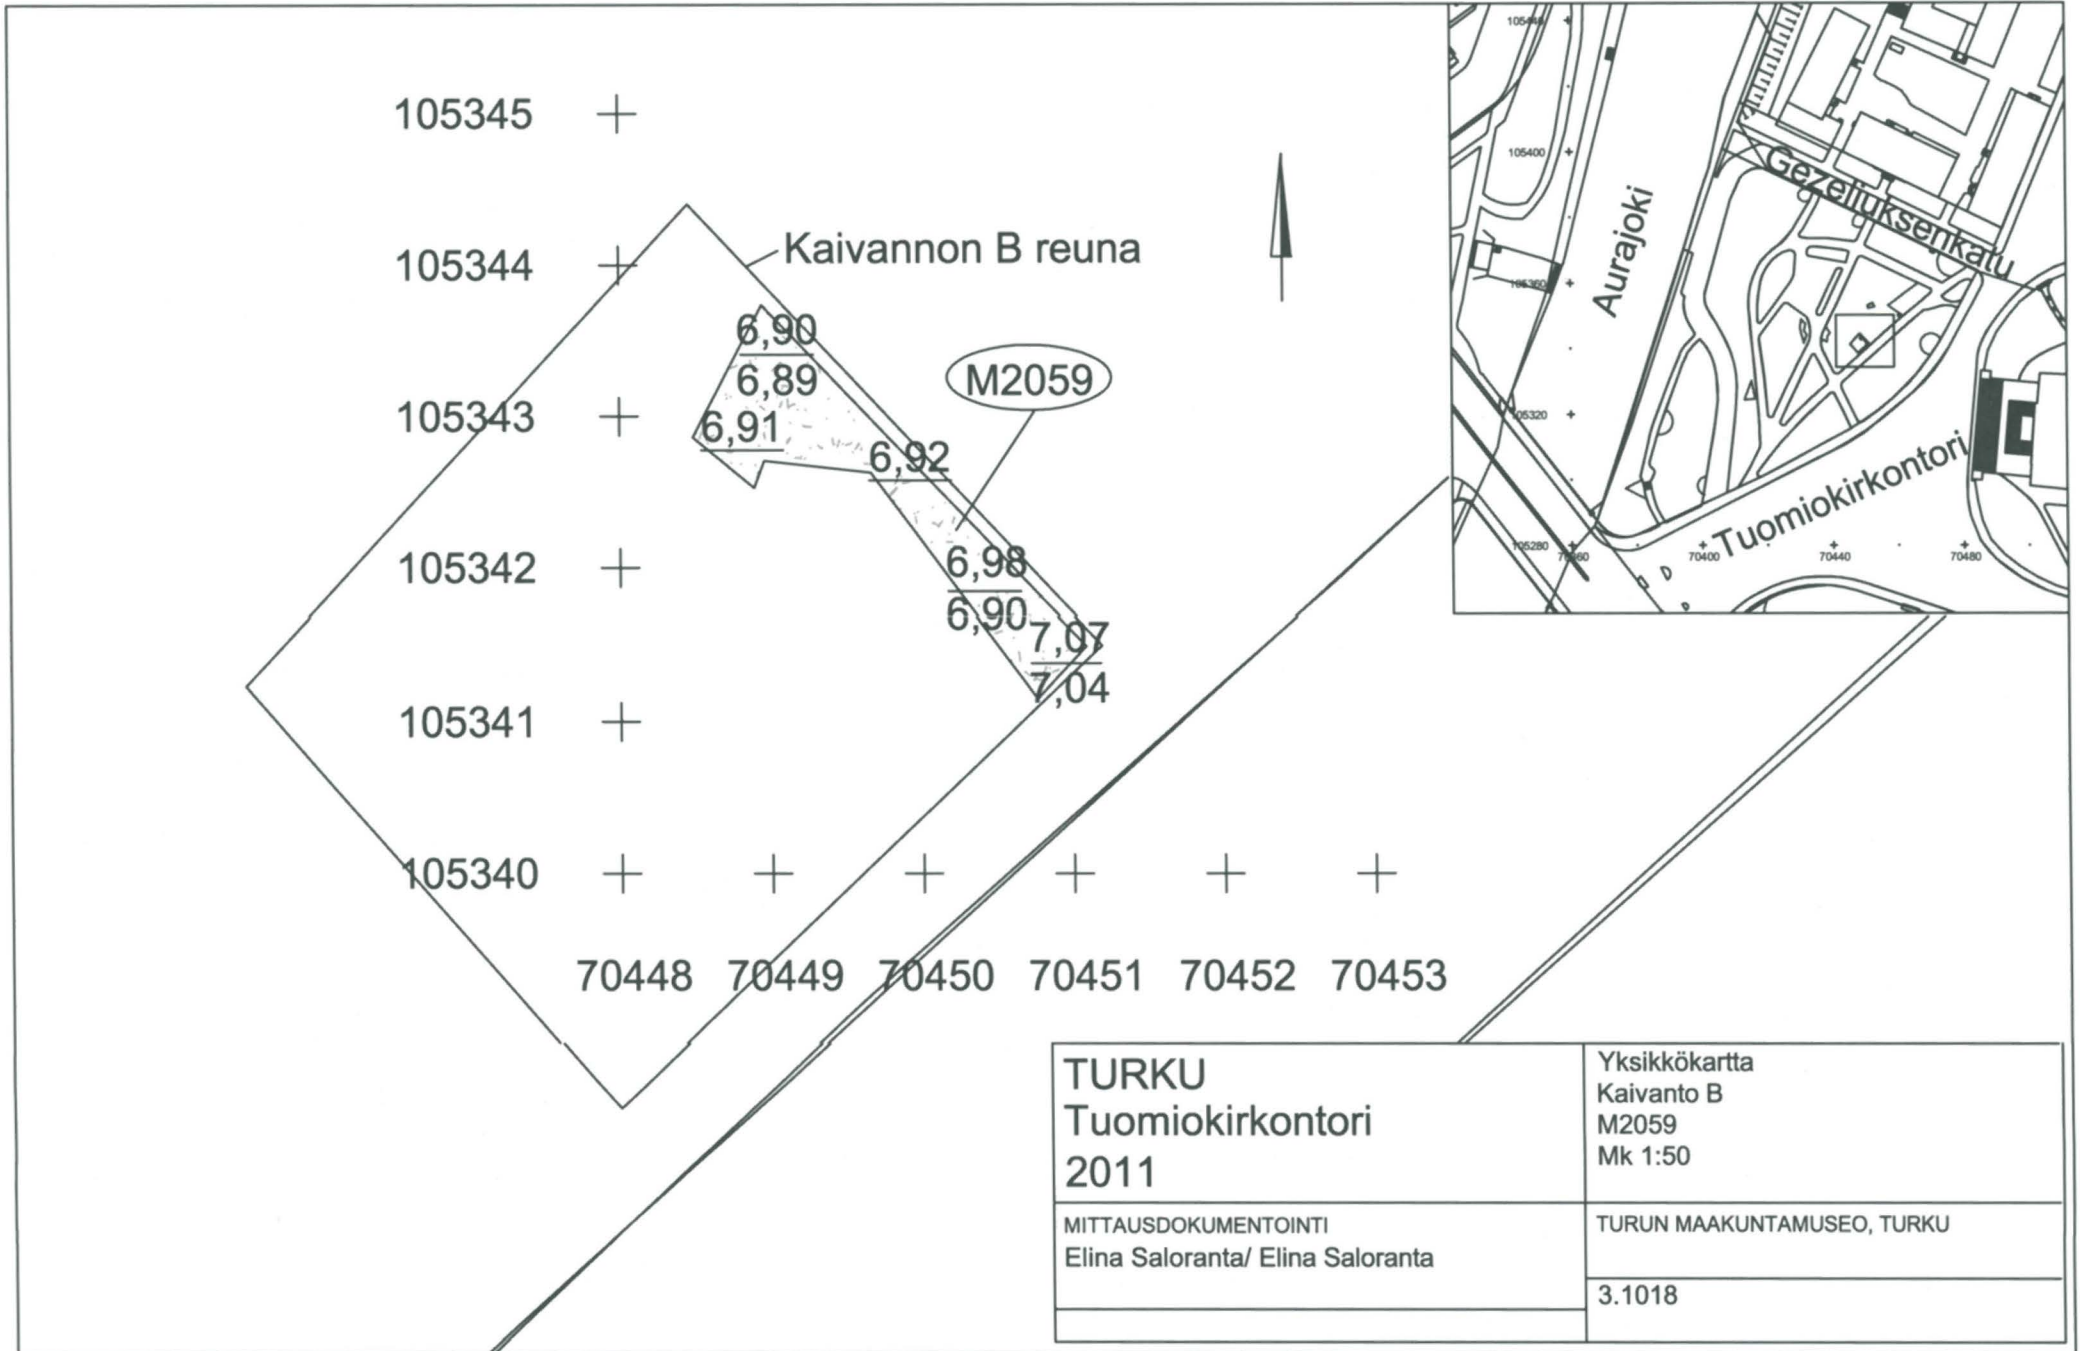 105345
105344
Kaivannon B reuna
6,90
6,89
M2059
105343
6,91
6,92
105342
6,98
6,90
7,07
7,04
105341
105340
70448 70449 70450 70451 70452 70453
105400
Gezeliuksenkatu
Aurajoki
105360
105320
Tuomiokirkontori
105280
70360 70400 70440 70480
TURKU
Tuomiokirkontori
2011
Yksikkökartta
Kaivanto B
M2059
Mk 1:50
MITTAUSDOKUMENTOINTI
Elina Saloranta/ Elina Saloranta
TURUN MAAKUNTAMUSEO, TURKU
3.1018